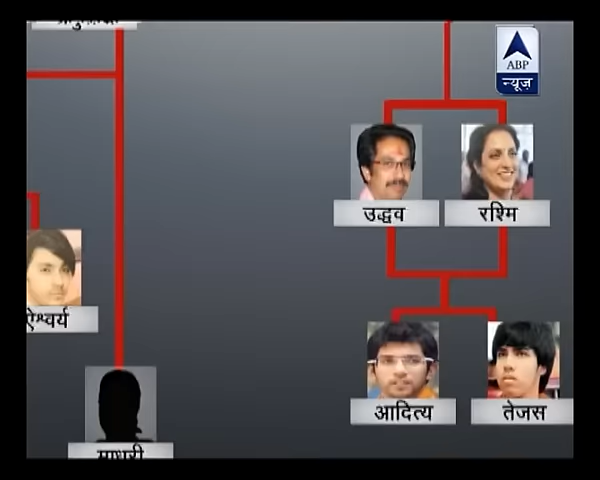 ABP
न्यूज़
उद्धव
रश्मि
ऐश्वर्य
आदित्य
तेजस
माधुरी